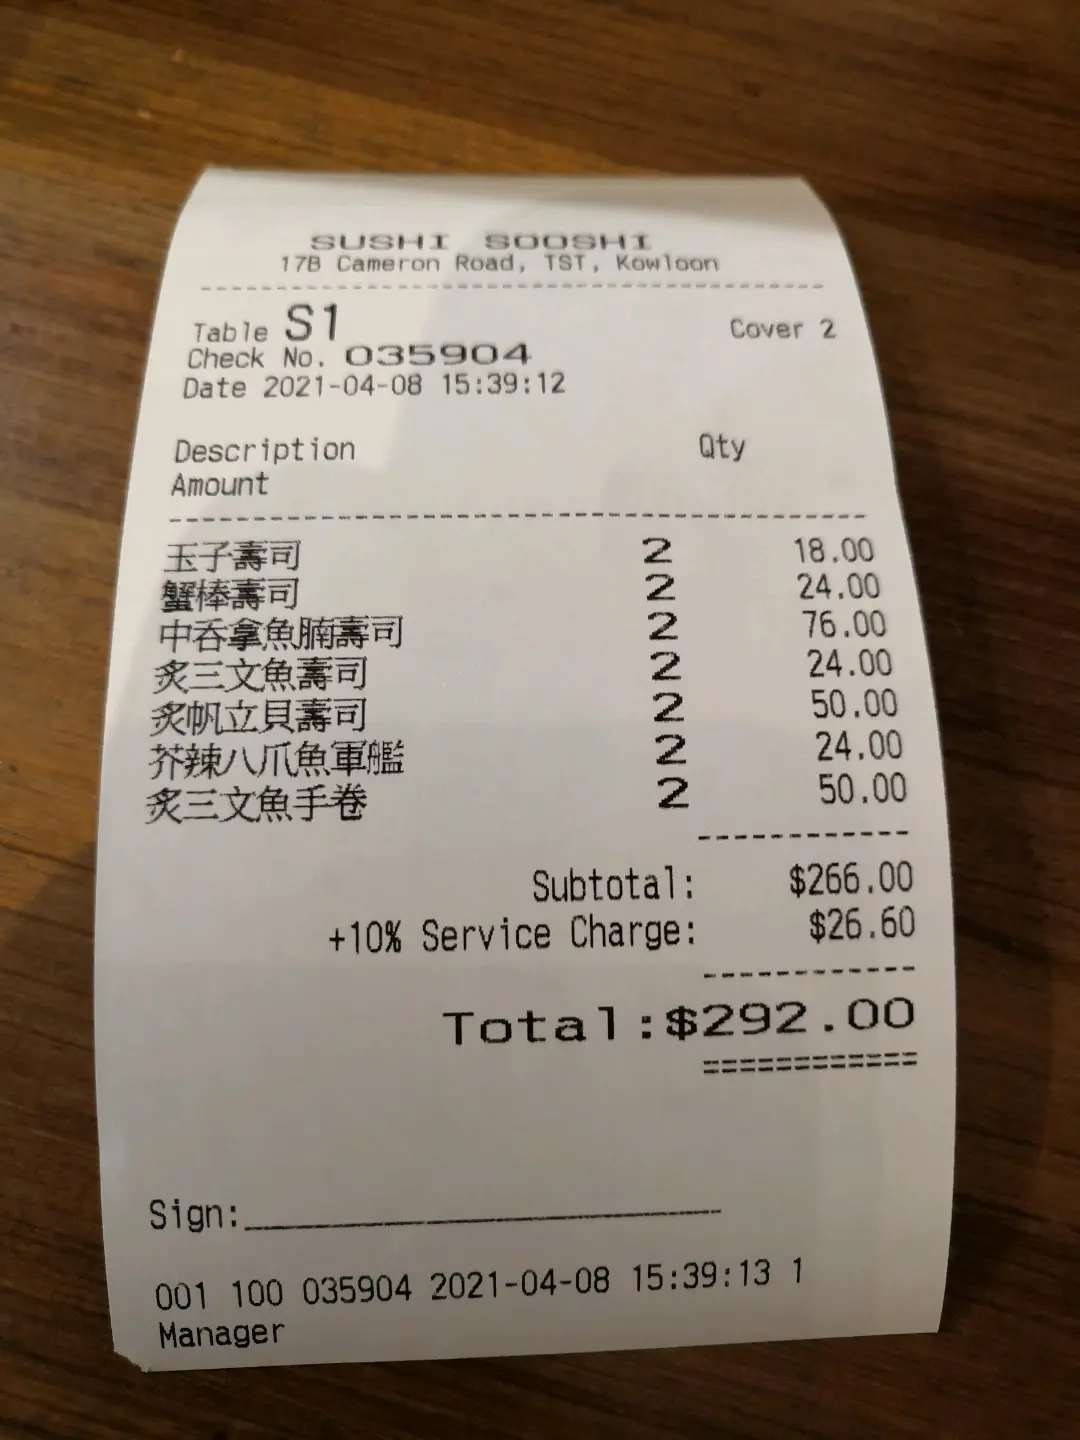 SUSHI SOOSHI
17B Cameron Road, TST, Kowloon
Table S1 Cover 2
Check No. 035904
Date 2021-04-08 15:39:12
Description Qty
Amount
玉子壽司 2 18.00
蟹棒壽司 2 24.00
中吞拿魚腩壽司 2 76.00
炙三文魚壽司 2 24.00
炙帆立貝壽司 2 50.00
芥辣八爪魚軍艦 2 24.00
炙三文魚手卷 2 50.00
Subtotal: $266.00
+10% Service Charge: $26.60
Total:$292.00
Sign:
001 100 035904 2021-04-08 15:39:13 1
Manager